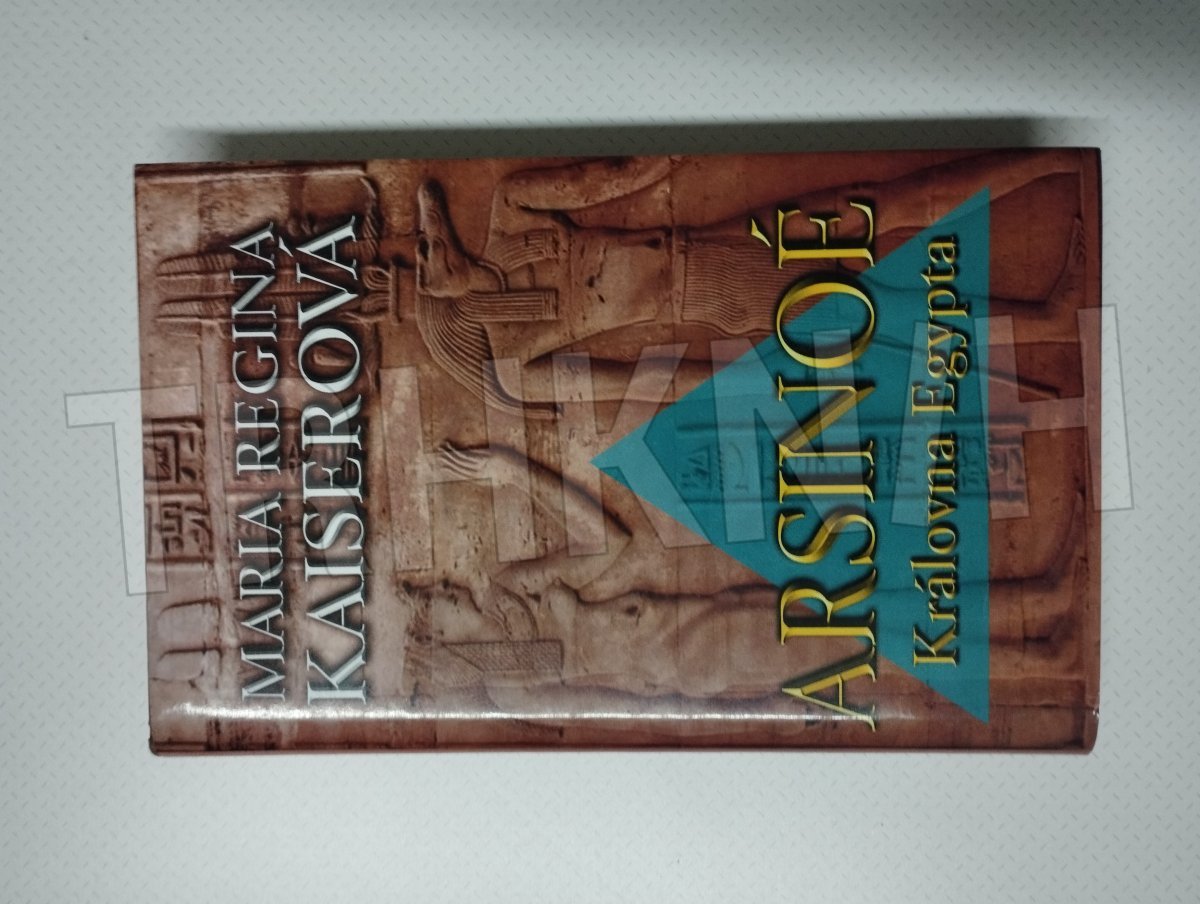 MARIA REGINA
KAISEROVÁ
ARSINOÉ
Královna Egypta